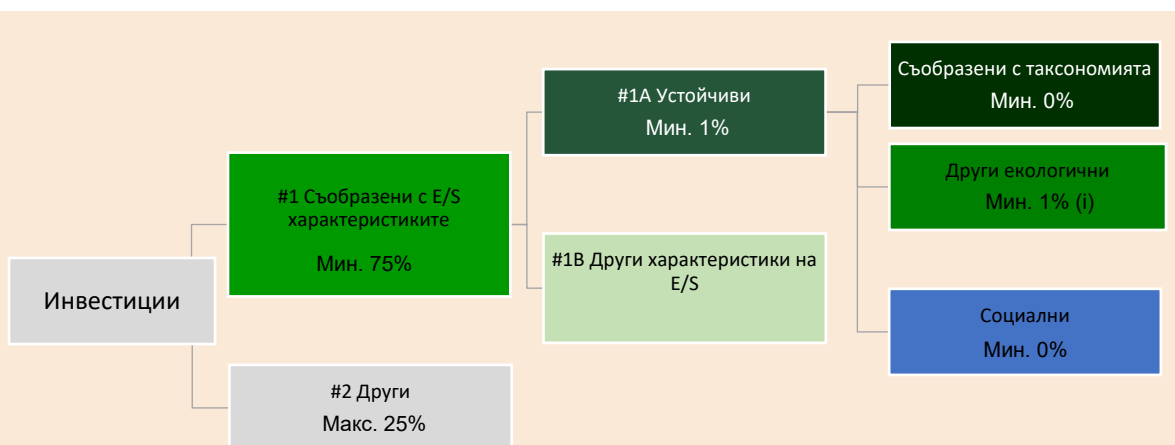 Инвестиции
#1 Съобразени с E/S
характеристиките
Мин. 75%
#2 Други
Макс. 25%
#1A Устойчиви
Мин. 1%
#1B Други характеристики на
E/S
Съобразени с таксономията
Мин. 0%
Други екологични
Мин. 1% (i)
Социални
Мин. 0%